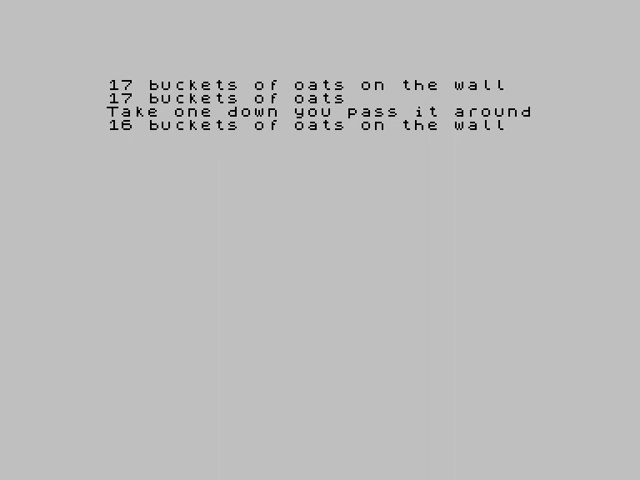 17 buckets of oats on the wall
17 buckets of oats
Take one down you pass it around
16 buckets of oats on the wall